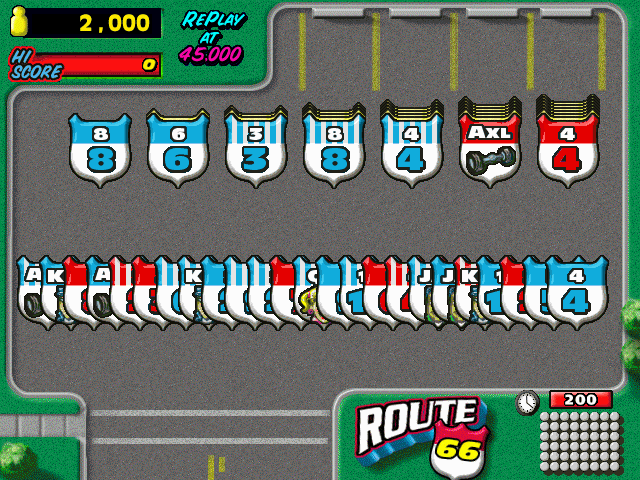 2,000
REPLAY
AT
45,000
HI
SCORE
0
8
8
6
6
3
3
8
8
4
4
AXL
4
4
A K A K J J K 4
4
ROUTE
66
200